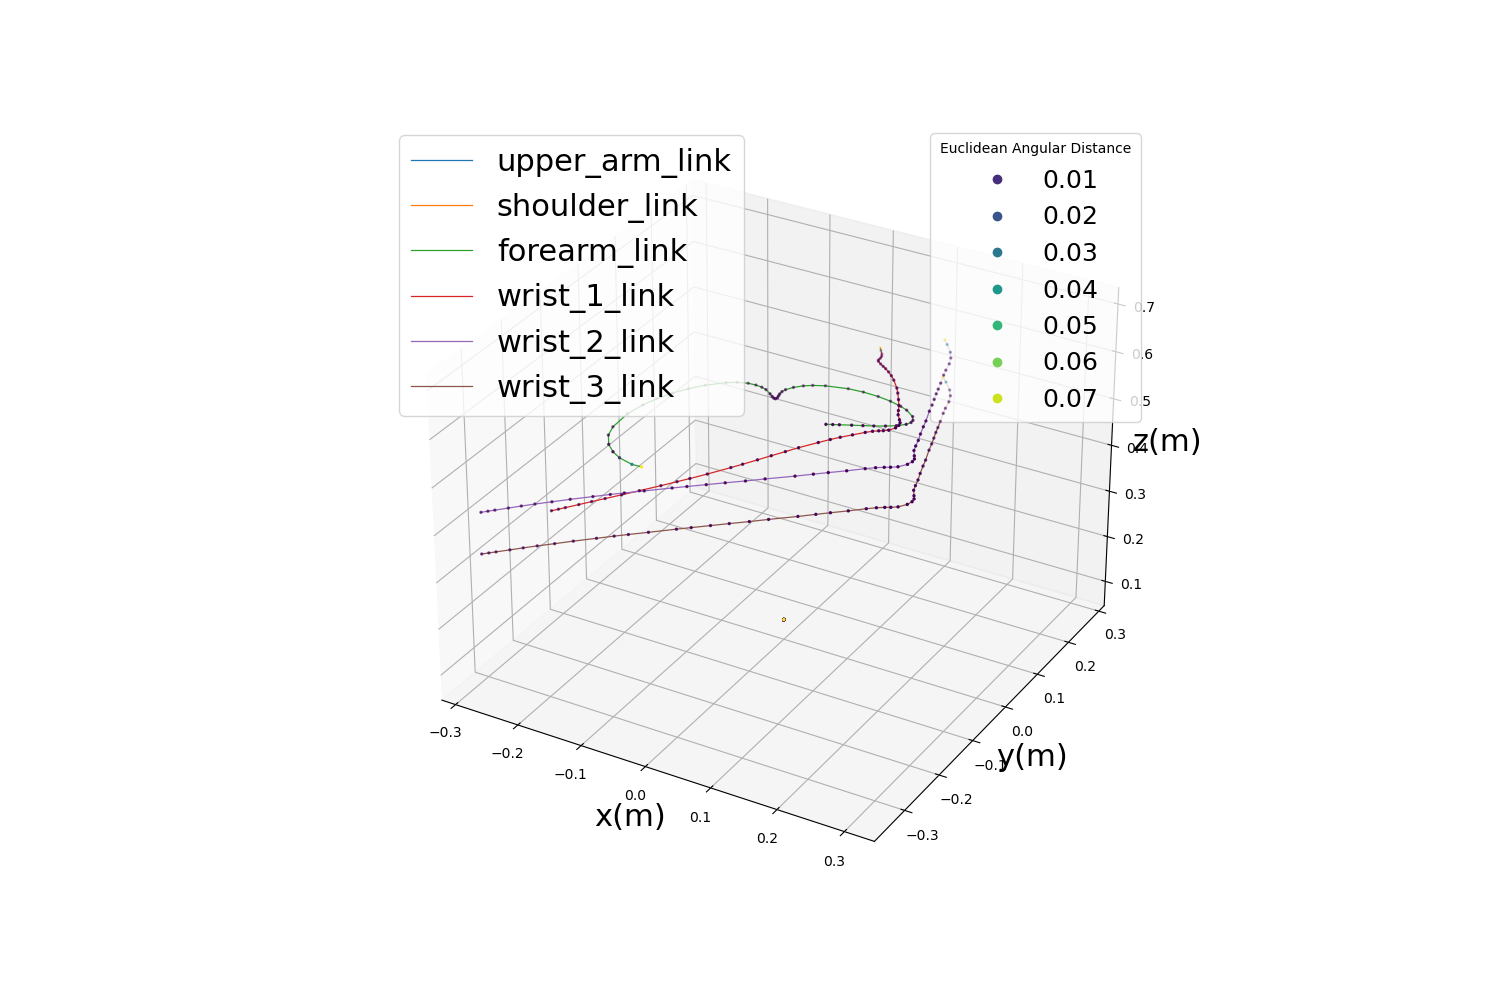 upper_arm_link
shoulder_link
forearm_link
wrist_1_link
wrist_2_link
wrist_3_link
Euclidean Angular Distance
0.01
0.02
0.03
0.04
0.05
0.06
0.07
0.7
0.6
0.5
0.4
0.3
0.2
0.1
z(m)
0.3
0.2
0.1
0.0
−0.1
−0.2
−0.3
y(m)
−0.3
−0.2
−0.1
0.0
0.1
0.2
0.3
x(m)